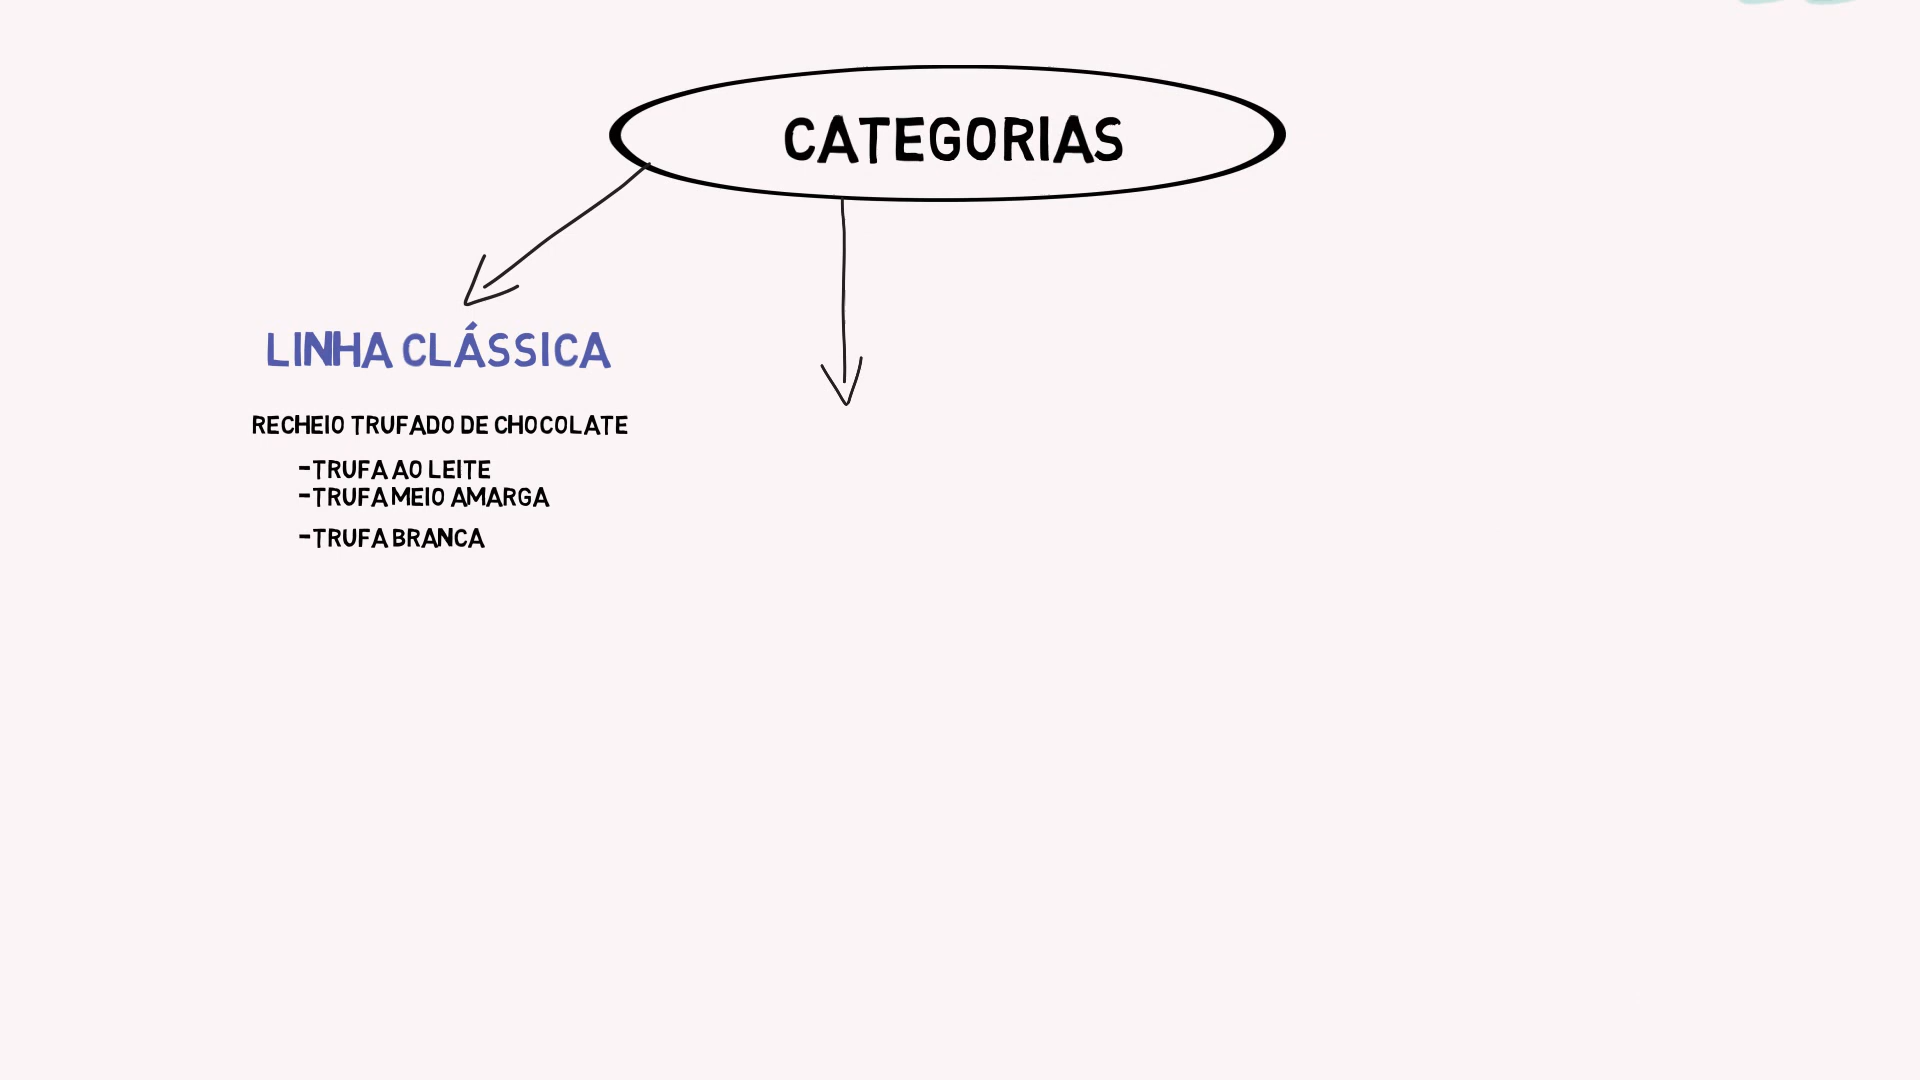 CATEGORIAS
LINHA CLÁSSICA
RECHEIO TRUFADO DE CHOCOLATE
-TRUFA AO LEITE
-TRUFA MEIO AMARGA
-TRUFA BRANCA